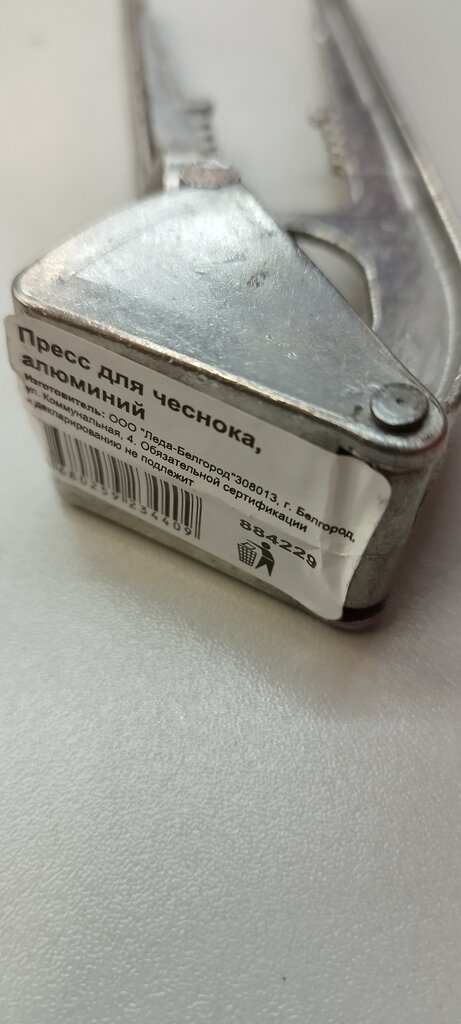 Пресс для чеснока,
алюминий
Изготовитель: ООО "Леда-Белгород"308013, г. Белгород,
ул. Коммунальная, 4. Обязательной сертификации
и декларированию не подлежит
884229